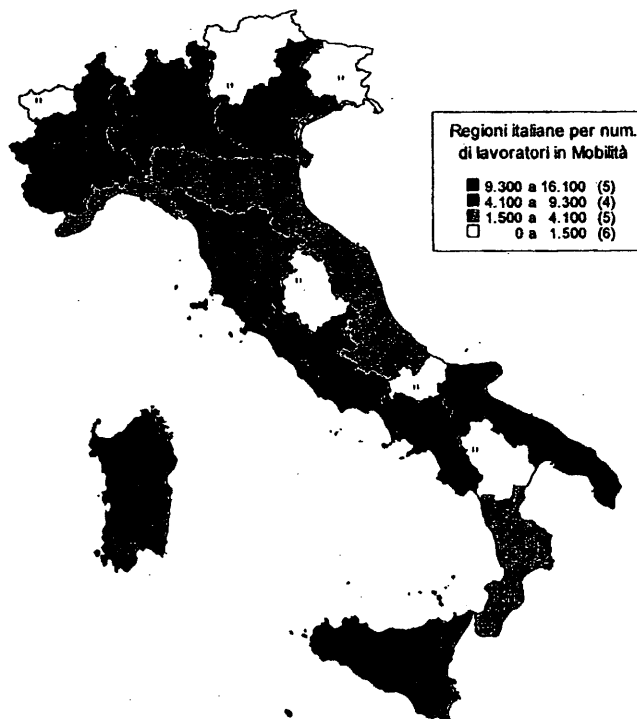 Regioni italiane per num.
di lavoratori in Mobilità
9.300 a 16.100 (5)
4.100 a 9.300 (4)
1.500 a 4.100 (5)
0 a 1.500 (6)